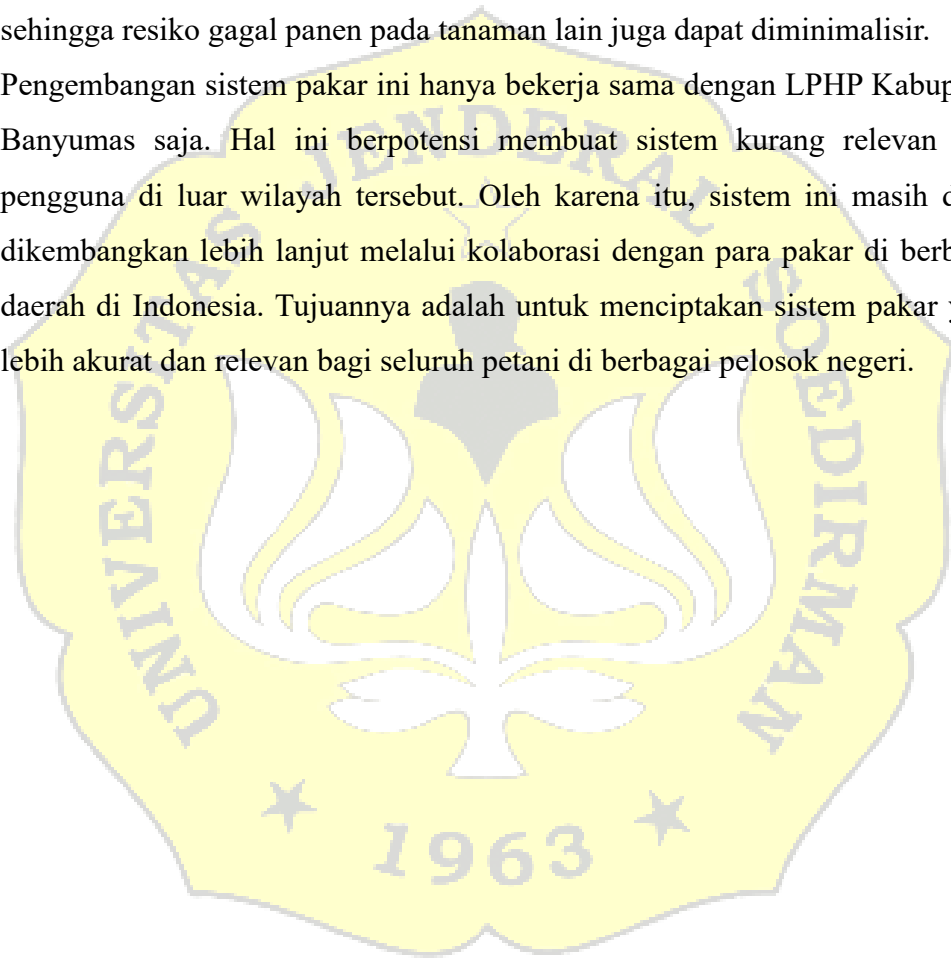 sehingga resiko gagal panen pada tanaman lain juga dapat diminimalisir.
Pengembangan sistem pakar ini hanya bekerja sama dengan LPHP Kabup
Banyumas saja. Hal ini berpotensi membuat sistem kurang relevan
pengguna di luar wilayah tersebut. Oleh karena itu, sistem ini masih d
dikembangkan lebih lanjut melalui kolaborasi dengan para pakar di berb
daerah di Indonesia. Tujuannya adalah untuk menciptakan sistem pakar y
lebih akurat dan relevan bagi seluruh petani di berbagai pelosok negeri.
UNIVERSITAS JENDERAL SOEDIRMAN
1963